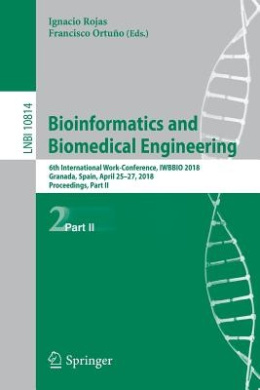 Ignacio Rojas
Francisco Ortuño (Eds.)
LNBI 10814
Bioinformatics and
Biomedical Engineering
6th International Work-Conference, IWBBIO 2018
Granada, Spain, April 25–27, 2018
Proceedings, Part II
2 Part II
Springer